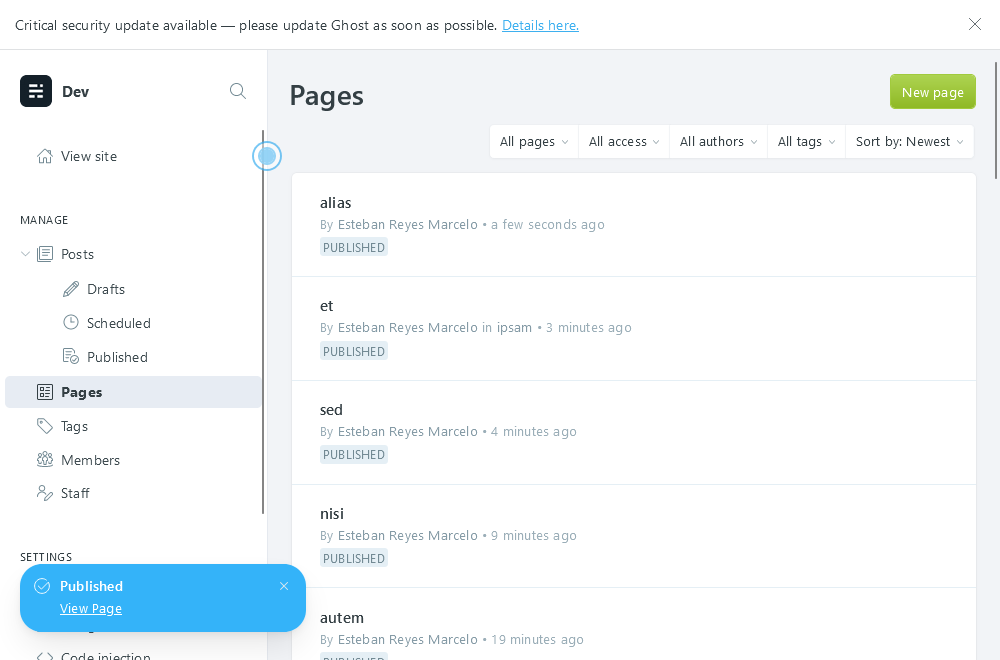 Critical security update available — please update Ghost as soon as possible. Details here.
Dev
View site
MANAGE
Posts
Drafts
Scheduled
Published
Pages
Tags
Members
Staff
SETTINGS
Published
View Page
Code injection
Pages
New page
All pages
All access
All authors
All tags
Sort by: Newest
alias
By Esteban Reyes Marcelo • a few seconds ago
PUBLISHED
et
By Esteban Reyes Marcelo in ipsam • 3 minutes ago
PUBLISHED
sed
By Esteban Reyes Marcelo • 4 minutes ago
PUBLISHED
nisi
By Esteban Reyes Marcelo • 9 minutes ago
PUBLISHED
autem
By Esteban Reyes Marcelo • 19 minutes ago
PUBLISHED